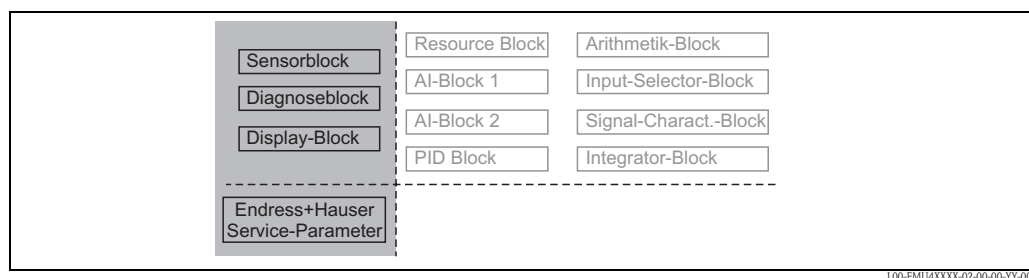 Sensorblock
Diagnoseblock
Display-Block
Endress+Hauser
Service-Parameter
Resource Block
AI-Block 1
AI-Block 2
PID Block
Arithmetik-Block
Input-Selector-Block
Signal-Charact.-Block
Integrator-Block